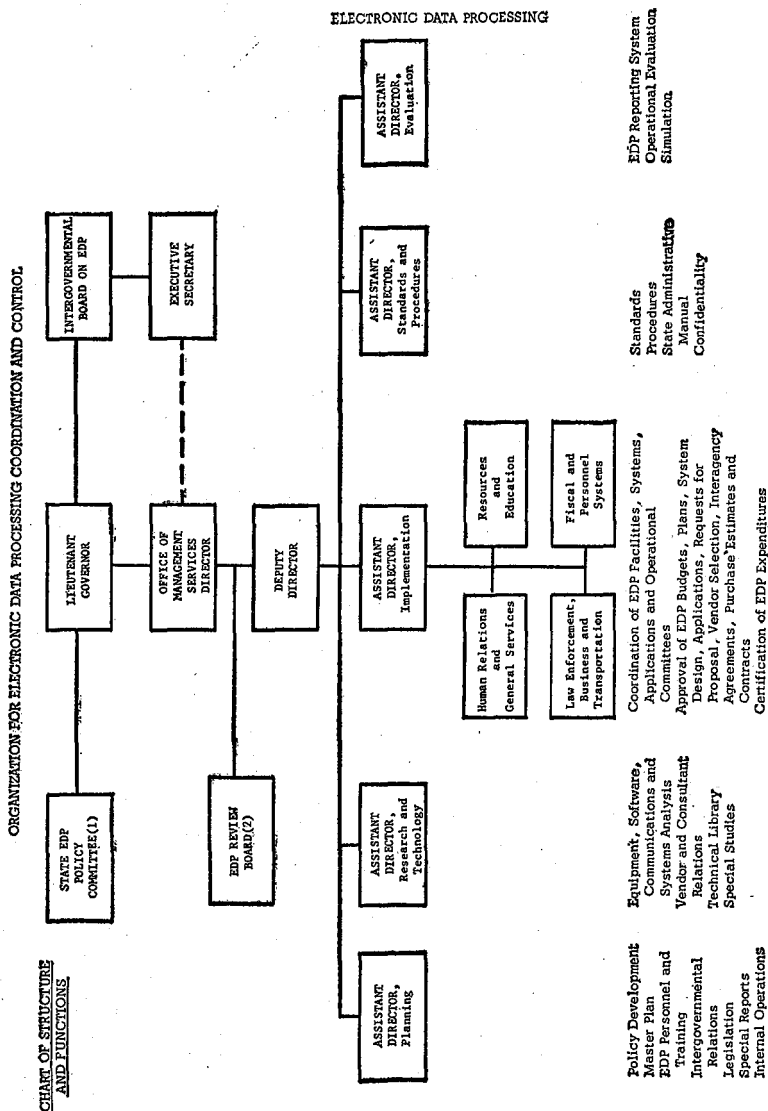 ELECTRONIC DATA PROCESSING
ORGANIZATION FOR ELECTRONIC DATA PROCESSING COORDINATION AND CONTROL
CHART OF STRUCTURE
AND FUNCTIONS
STATE EDP
POLICY
COMMITTEE(1)
LIEUTENANT
GOVERNOR
INTERGOVERNMENTAL
BOARD ON EDP
OFFICE OF
MANAGEMENT
SERVICES
DIRECTOR
EXECUTIVE
SECRETARY
EDP REVIEW
BOARD(2)
DEPUTY
DIRECTOR
ASSISTANT
DIRECTOR,
Planning
ASSISTANT
DIRECTOR,
Research and
Technology
ASSISTANT
DIRECTOR,
Implementation
ASSISTANT
DIRECTOR,
Standards and
Procedures
ASSISTANT
DIRECTOR,
Evaluation
Human Relations
and
General Services
Resources
and
Education
Law Enforcement,
Business and
Transportation
Fiscal and
Personnel
Systems
Policy Development
Master Plan
EDP Personnel and
Training
Intergovernmental
Relations
Legislation
Special Reports
Internal Operations
Equipment, Software,
Communications and
Systems Analysis
Vendor and Consultant
Relations
Technical Library
Special Studies
Coordination of EDP Facilities, Systems,
Applications and Operational
Committees
Approval of EDP Budgets, Plans, System
Design, Applications, Requests for
Proposal, Vendor Selection, Interagency
Agreements, Purchase Estimates and
Contracts
Certification of EDP Expenditures
Standards
Procedures
State Administrative
Manual
Confidentiality
EDP Reporting System
Operational Evaluation
Simulation